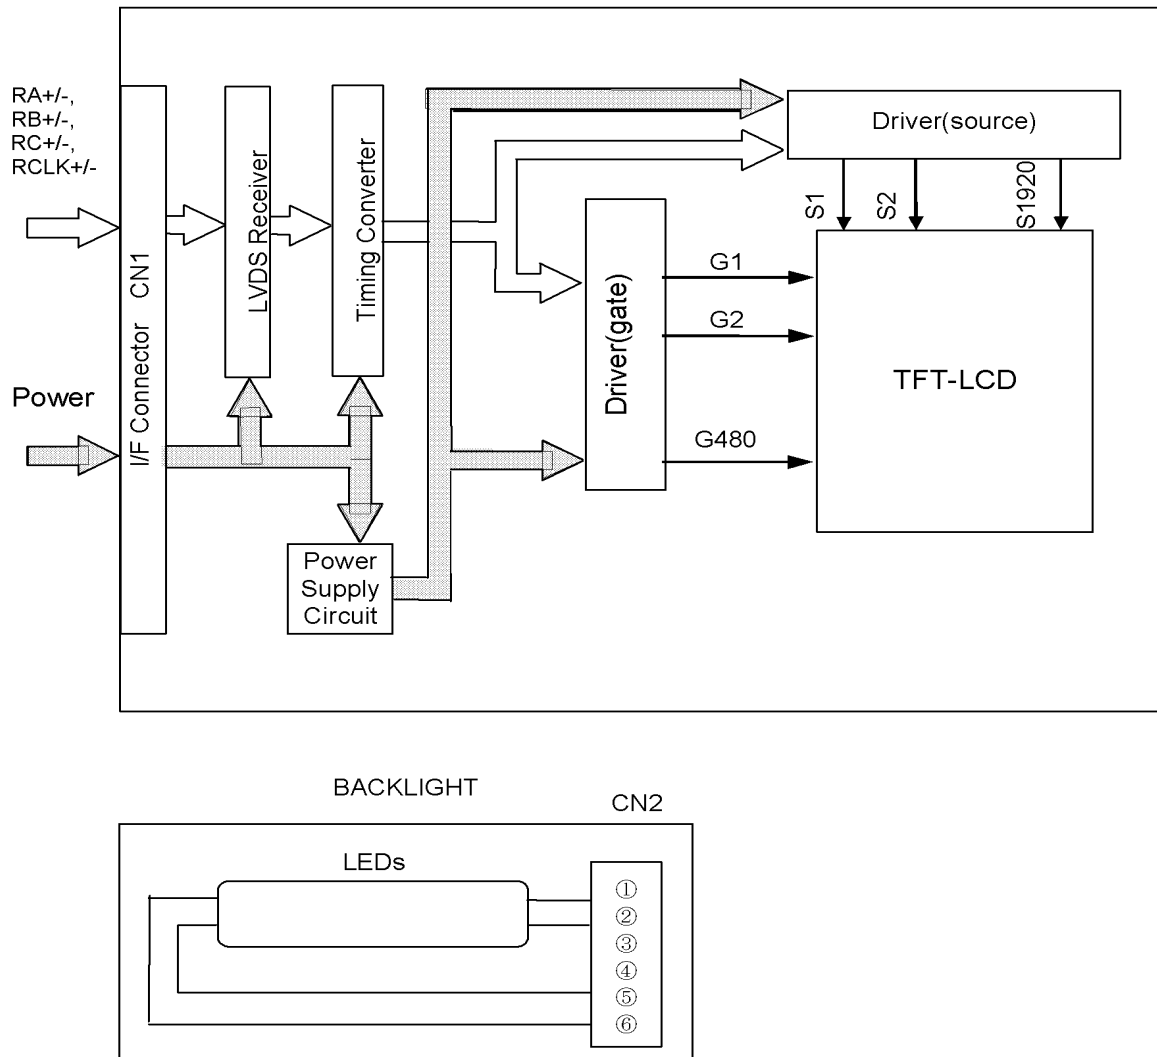 RA+/-,
RB+/-,
RC+/-,
RCLK+/-
Power
I/F Connector CN1
LVDS Receiver
Timing Converter
Power
Supply
Circuit
Driver(gate)
Driver(source)
S1
S2
S1920
G1
G2
G480
TFT-LCD
BACKLIGHT
CN2
LEDs
①
②
③
④
⑤
⑥